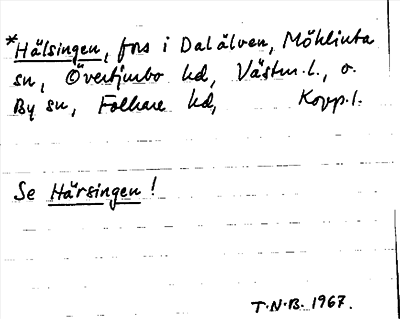 *Hälsingen, fors i Dalälven, Möklinta
sn, Övertjurbo hd, Västm.l., o.
By sn, Folkare hd, Kopp.l.
Se Härsingen!
T.N.B. 1967.